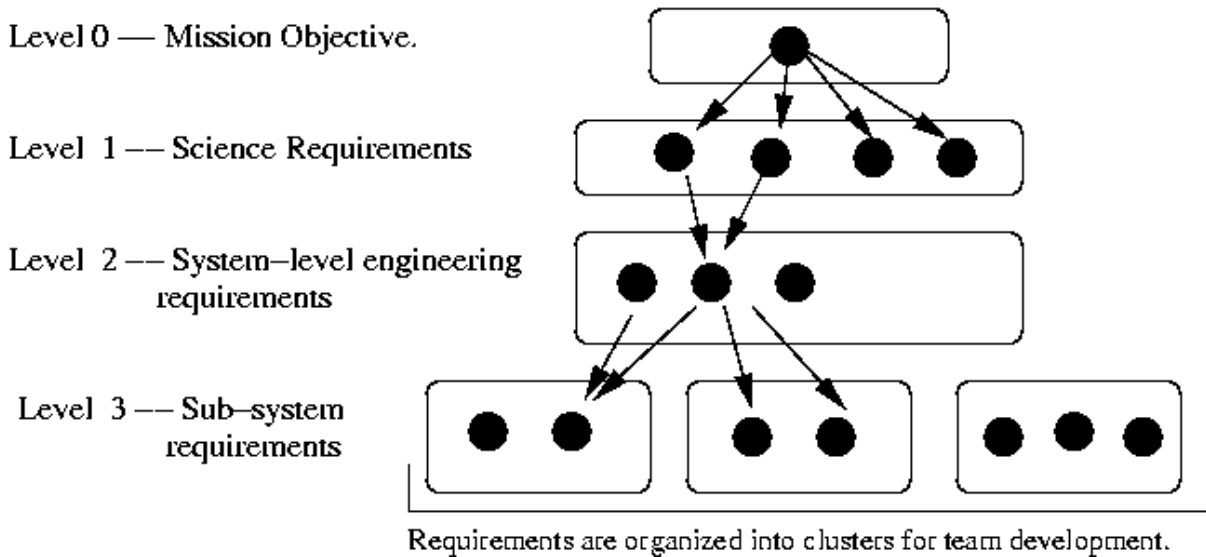 Level 0 — Mission Objective.
Level 1 — Science Requirements
Level 2 — System–level engineering
requirements
Level 3 — Sub–system
requirements
Requirements are organized into clusters for team development.